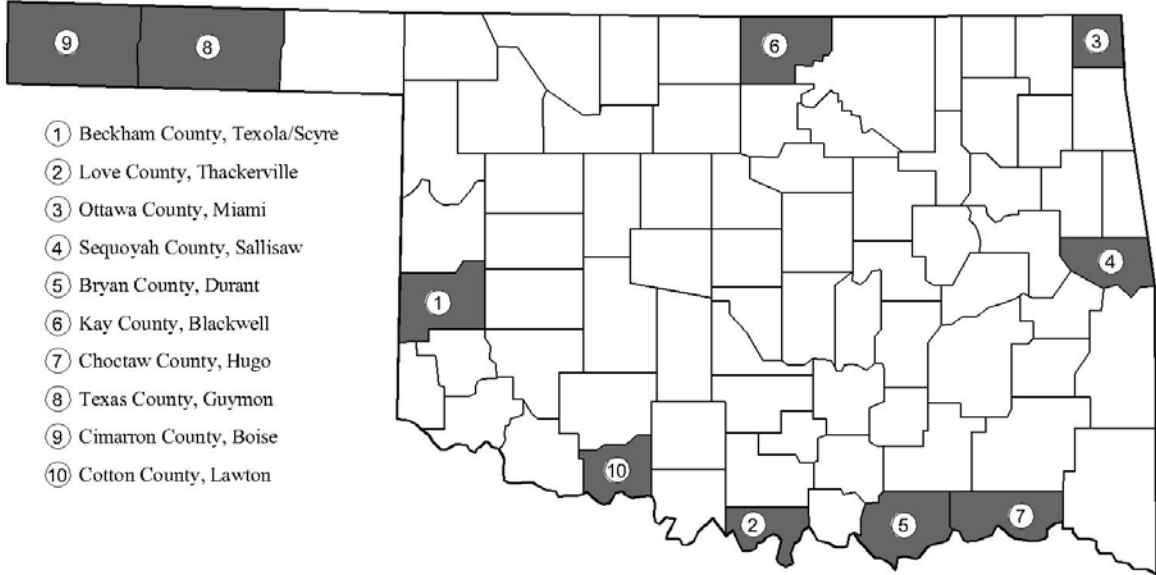 9
8
6
3
1 Beckham County, Texola/Scyre
2 Love County, Thackerville
3 Ottawa County, Miami
4 Sequoyah County, Sallisaw
5 Bryan County, Durant
6 Kay County, Blackwell
7 Choctaw County, Hugo
8 Texas County, Guymon
9 Cimarron County, Boise
10 Cotton County, Lawton
4
1
10
2
5
7